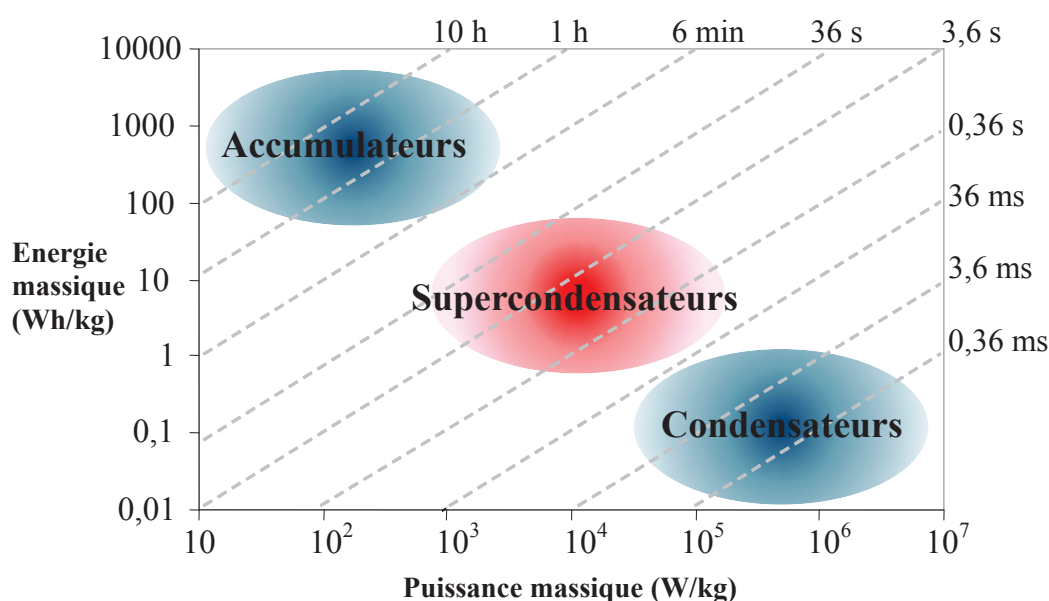 10 h 1 h 6 min 36 s 3,6 s
10000
1000
100
10
1
0,1
0,01
Energie
massique
(Wh/kg)
Accumulateurs
Supercondensateurs
Condensateurs
0,36 s
36 ms
3,6 ms
0,36 ms
10 10² 10³ 10⁴ 10⁵ 10⁶ 10⁷
Puissance massique (W/kg)